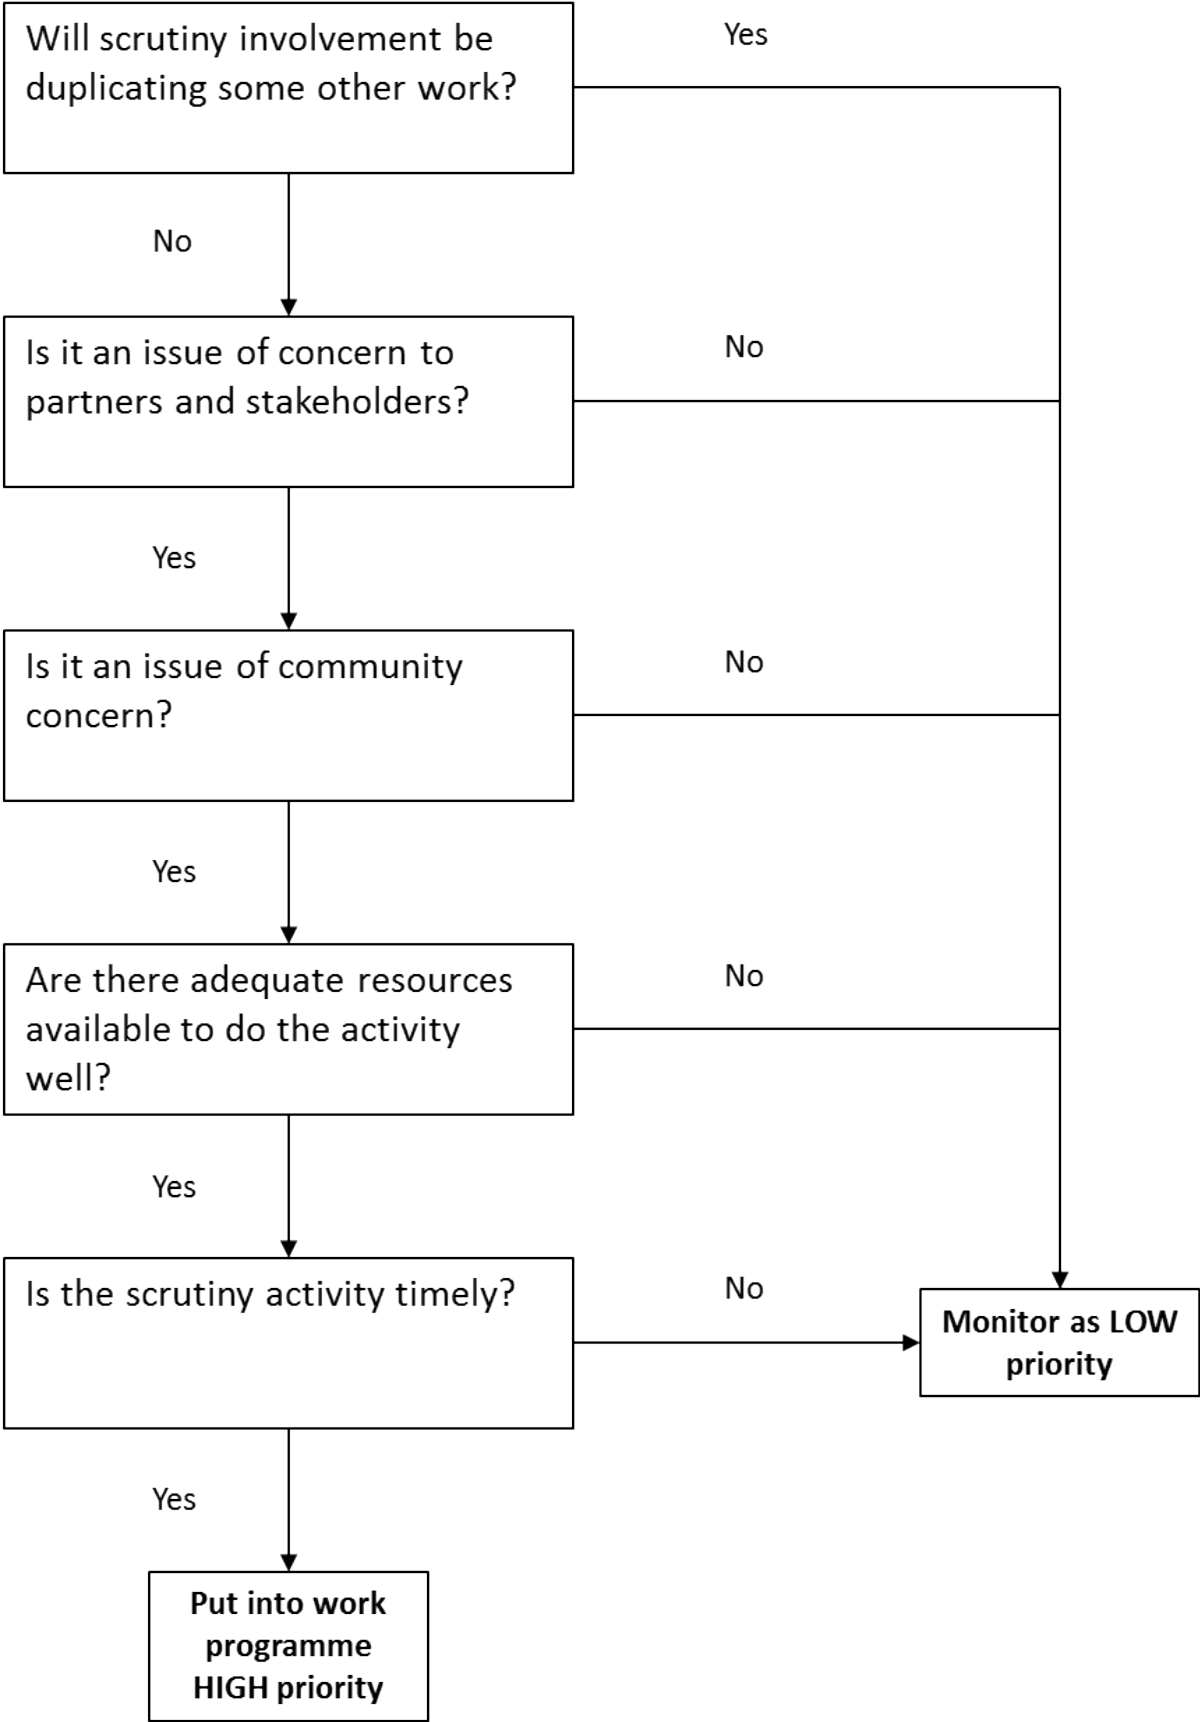 Will scrutiny involvement be
duplicating some other work?
Yes
No
Is it an issue of concern to
partners and stakeholders?
No
Yes
Is it an issue of community
concern?
No
Yes
Are there adequate resources
available to do the activity
well?
No
Yes
Is the scrutiny activity timely?
No
Monitor as LOW
priority
Yes
Put into work
programme
HIGH priority